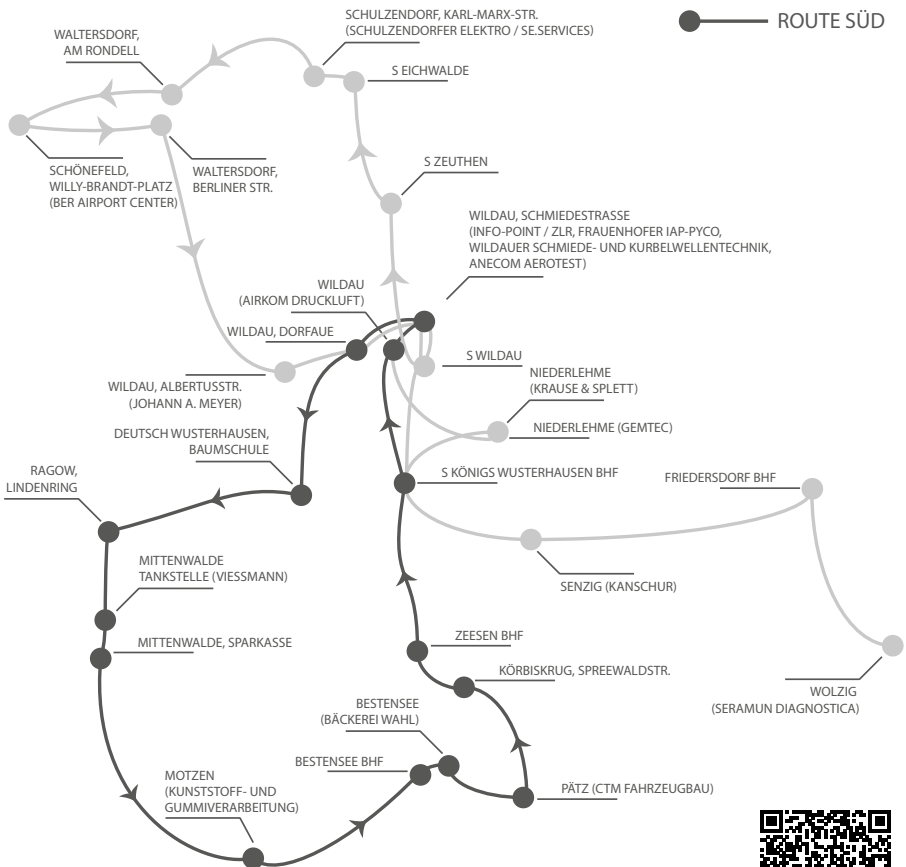 SCHULZENDORF, KARL-MARX-STR.
(SCHULZENDORFER ELEKTRO / SE.SERVICES)
ROUTE SÜD
WALTERSDORF,
AM RONDELL
S EICHWALDE
SCHÖNEFELD,
WILLY-BRANDT-PLATZ
(BER AIRPORT CENTER)
WALTERSDORF,
BERLINER STR.
S ZEUTHEN
WILDAU, SCHMIEDESTRASSE
(INFO-POINT / ZLR, FRAUENHOFER IAP-PYCO,
WILDAUER SCHMIEDE- UND KURBELWELLENTECHNIK,
ANECOM AEROTEST)
WILDAU
(AIRKOM DRUCKLUFT)
WILDAU, DORFAUE
S WILDAU
WILDAU, ALBERTUSSTR.
(JOHANN A. MEYER)
NIEDERLEHME
(KRAUSE & SPLETT)
NIEDERLEHME (GEMTEC)
DEUTSCH WUSTERHAUSEN,
BAUMSCHULE
RAGOW,
LINDENRING
S KÖNIGS WUSTERHAUSEN BHF
FRIEDERSDORF BHF
MITTENWALDE
TANKSTELLE (VIESSMANN)
SENZIG (KANSCHUR)
MITTENWALDE, SPARKASSE
ZEESEN BHF
KÖRBISKRUG, SPREEWALDSTR.
WOLZIG
(SERAMUN DIAGNOSTICA)
BESTENSEE
(BÄCKEREI WAHL)
BESTENSEE BHF
MOTZEN
(KUNSTSTOFF- UND
GUMMIVERARBEITUNG)
PÄTZ (CTM FAHRZEUGBAU)